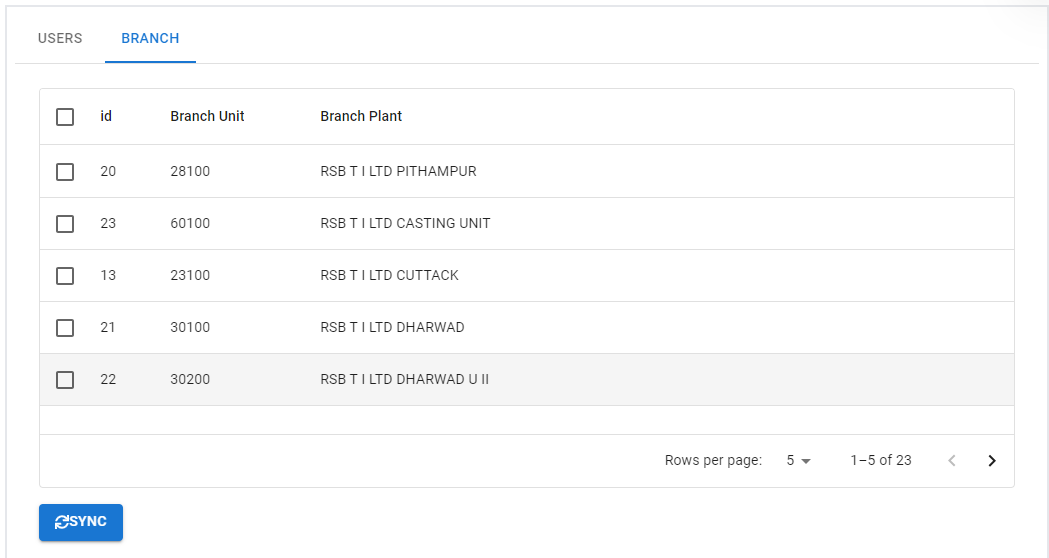 USERS BRANCH
id Branch Unit Branch Plant
20 28100 RSB T I LTD PITHAMPUR
23 60100 RSB T I LTD CASTING UNIT
13 23100 RSB T I LTD CUTTACK
21 30100 RSB T I LTD DHARWAD
22 30200 RSB T I LTD DHARWAD U II
Rows per page: 5 1–5 of 23
SYNC